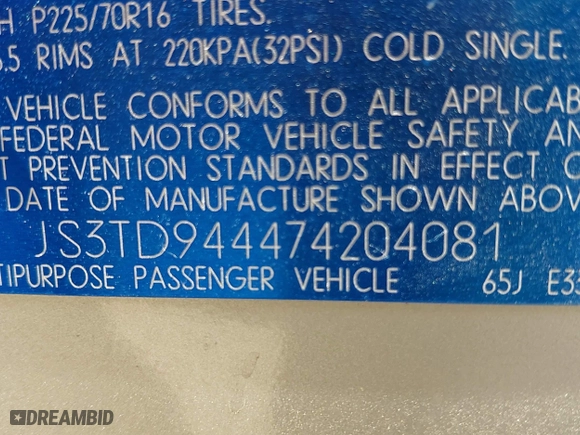 H P225/70R16 TIRES.
.5 RIMS AT 220KPA(32PSI) COLD SINGLE.
VEHICLE CONFORMS TO ALL APPLICAB
FEDERAL MOTOR VEHICLE SAFETY AN
T PREVENTION STANDARDS IN EFFECT O
DATE OF MANUFACTURE SHOWN ABOV
JS3TD944474204081
TIPURPOSE PASSENGER VEHICLE 65J E33
DREAMBID